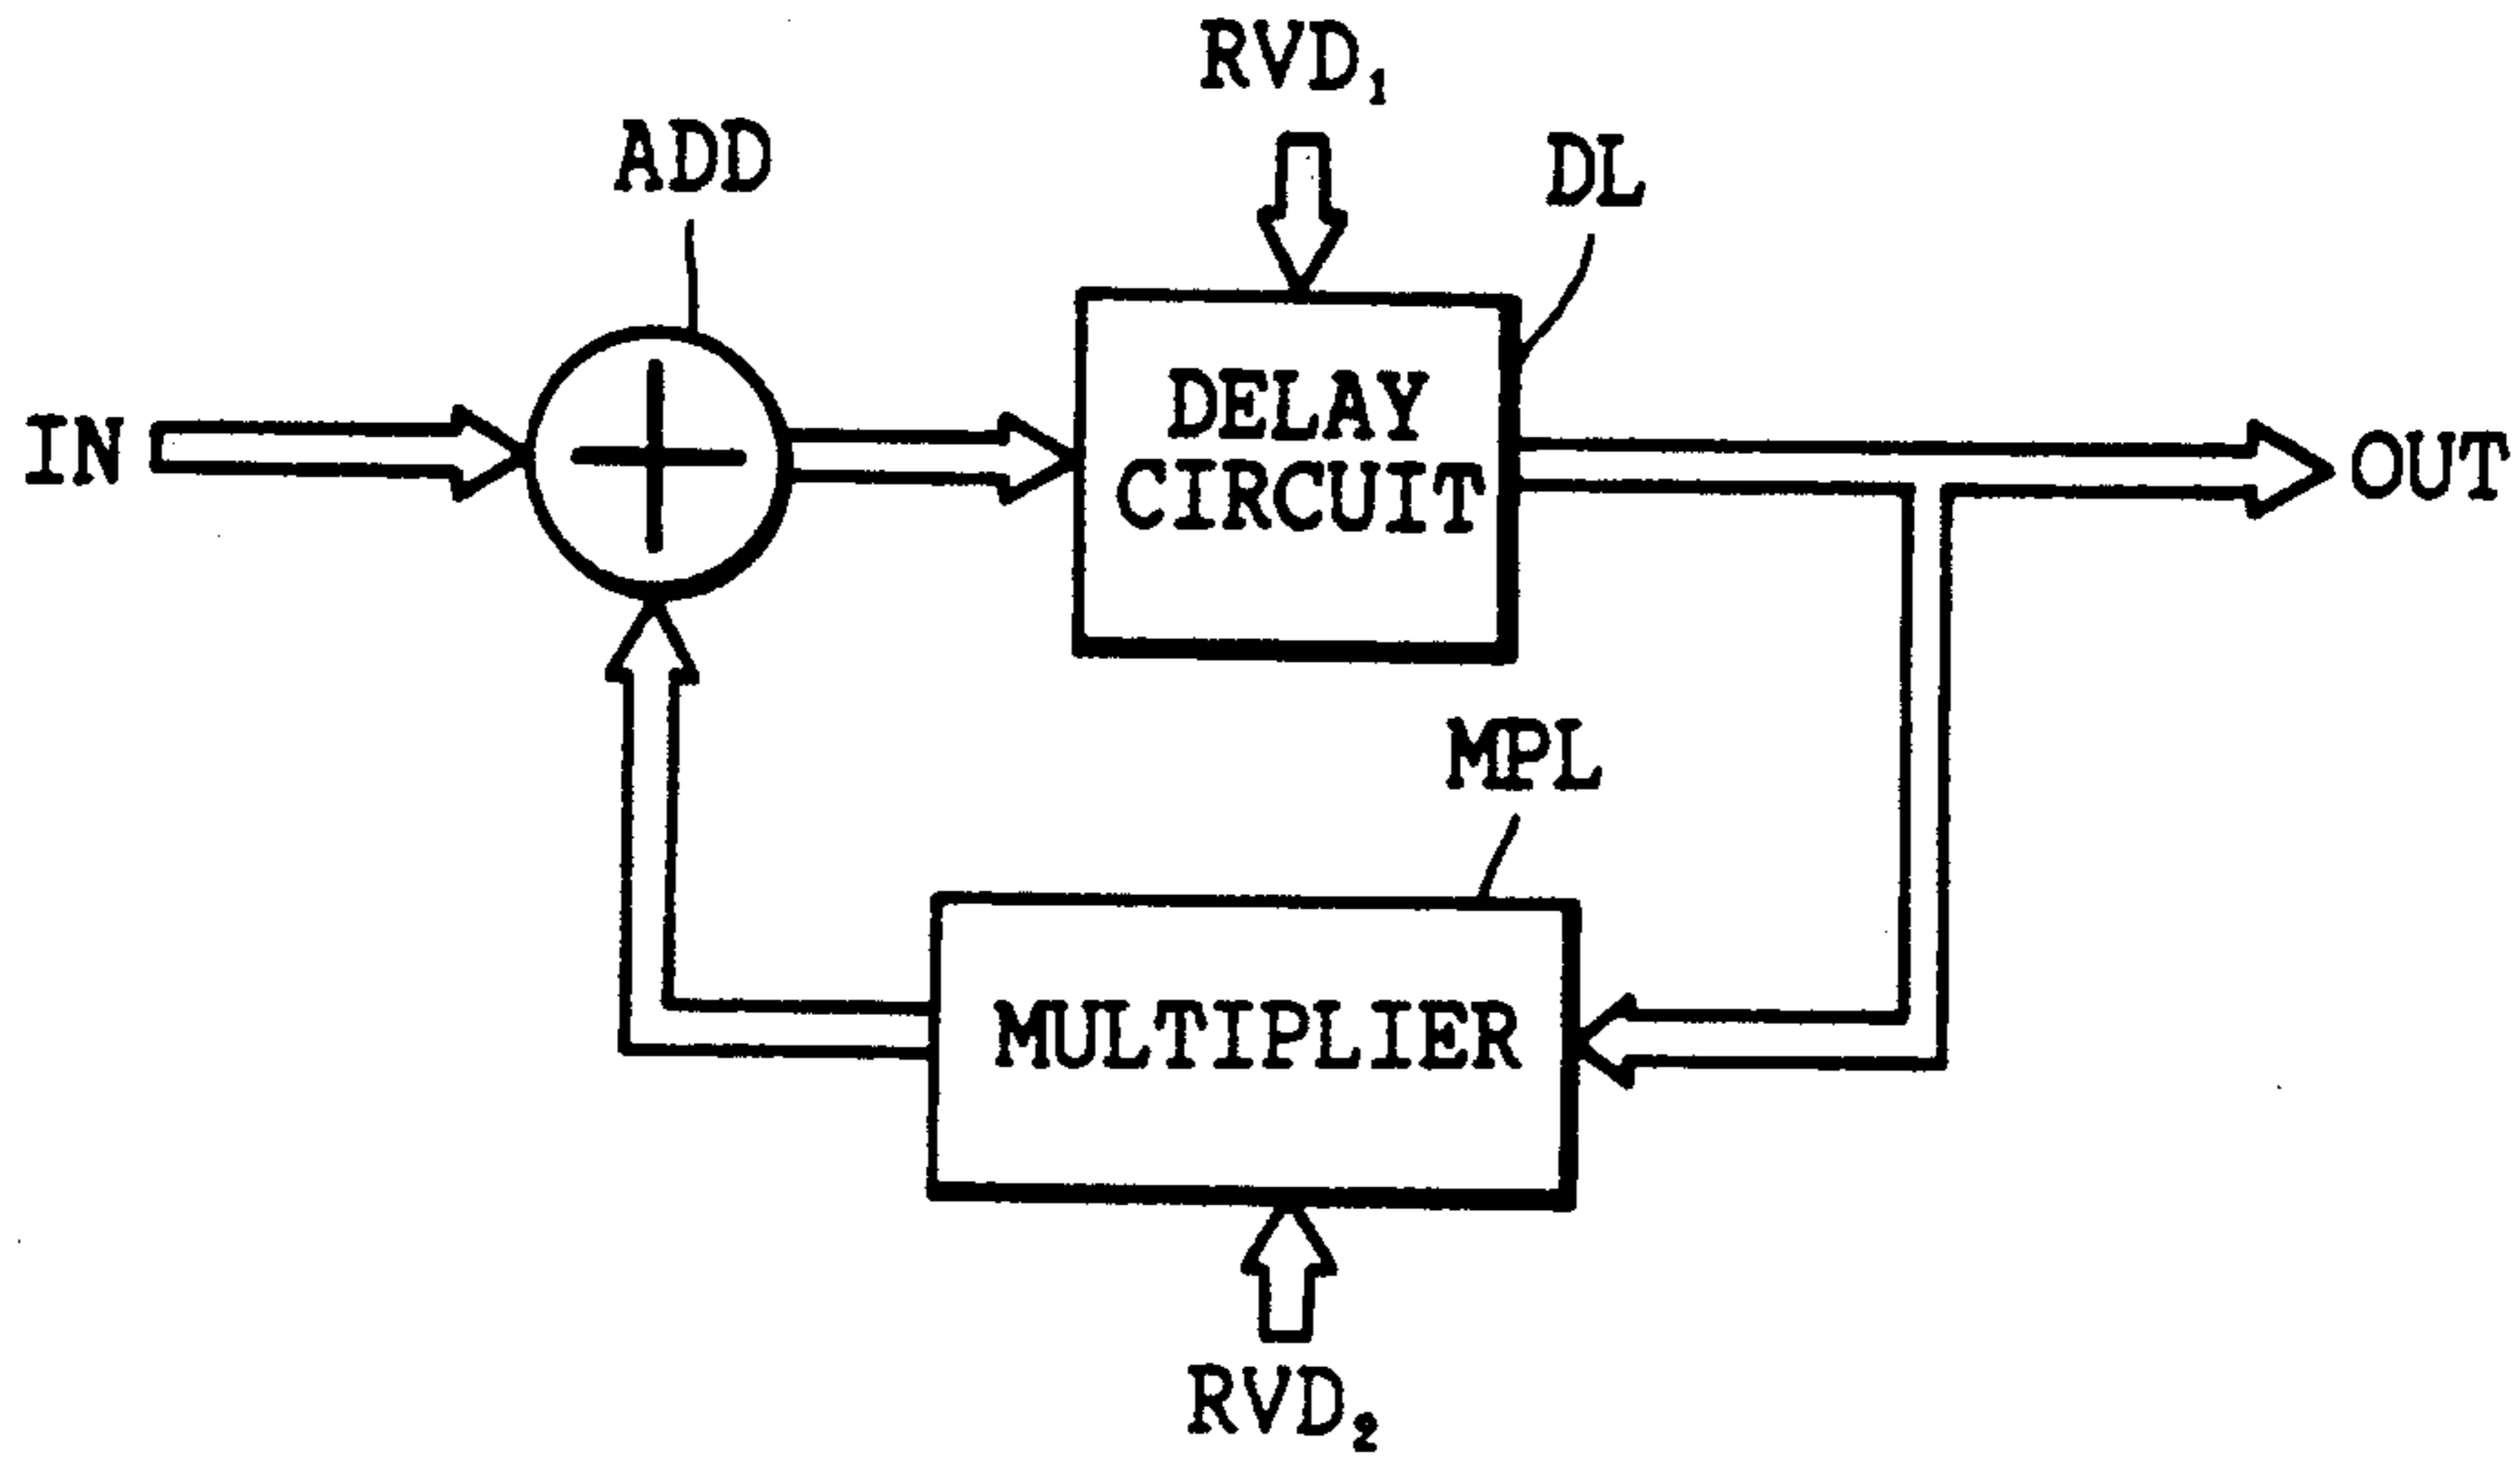 RVD₁
ADD
DL
IN
DELAY
CIRCUIT
OUT
MPL
MULTIPLIER
RVD₂